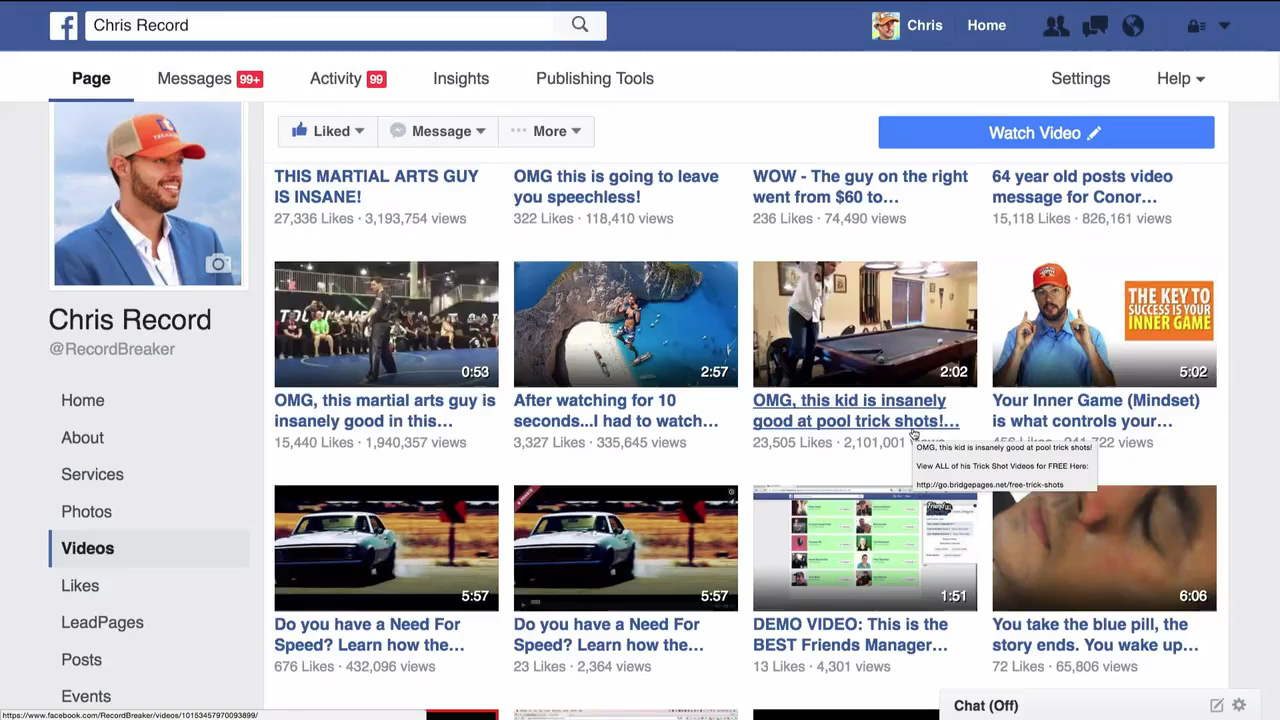 Chris Record
Chris
Home
Page
Messages 99+
Activity 99
Insights
Publishing Tools
Settings
Help
Liked
Message
More
Watch Video
THIS MARTIAL ARTS GUY
IS INSANE!
27,336 Likes · 3,193,754 views
OMG this is going to leave
you speechless!
322 Likes · 118,410 views
WOW - The guy on the right
went from $60 to…
236 Likes · 74,490 views
64 year old posts video
message for Conor…
15,118 Likes · 826,161 views
Chris Record
@RecordBreaker
Home
About
Services
Photos
Videos
Likes
LeadPages
Posts
Events
0:53
OMG, this martial arts guy is
insanely good in this…
15,440 Likes · 1,940,357 views
2:57
After watching for 10
seconds...I had to watch…
3,327 Likes · 335,645 views
2:02
OMG, this kid is insanely
good at pool trick shots!…
23,505 Likes · 2,101,001
OMG, this kid is insanely good at pool trick shots!
View ALL of his Trick Shot Videos for FREE Here:
http://go.bridgepages.net/free-trick-shots
THE KEY TO
SUCCESS IS YOUR
INNER GAME
5:02
Your Inner Game (Mindset)
is what controls your…
views
5:57
Do you have a Need For
Speed? Learn how the…
676 Likes · 432,096 views
5:57
Do you have a Need For
Speed? Learn how the…
23 Likes · 2,364 views
1:51
DEMO VIDEO: This is the
BEST Friends Manager…
13 Likes · 4,301 views
6:06
You take the blue pill, the
story ends. You wake up…
72 Likes · 65,806 views
Chat (Off)
https://www.facebook.com/RecordBreaker/videos/10153457970093899/